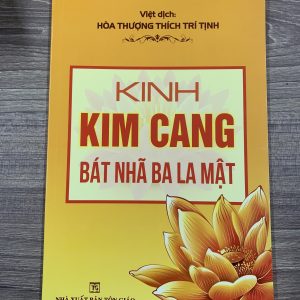 Việt dịch:
HÒA THƯỢNG THÍCH TRÍ TỊNH
KINH
KIM CANG
BÁT NHÃ BA LA MẬT
NHÀ XUẤT BẢN TÔN GIÁO